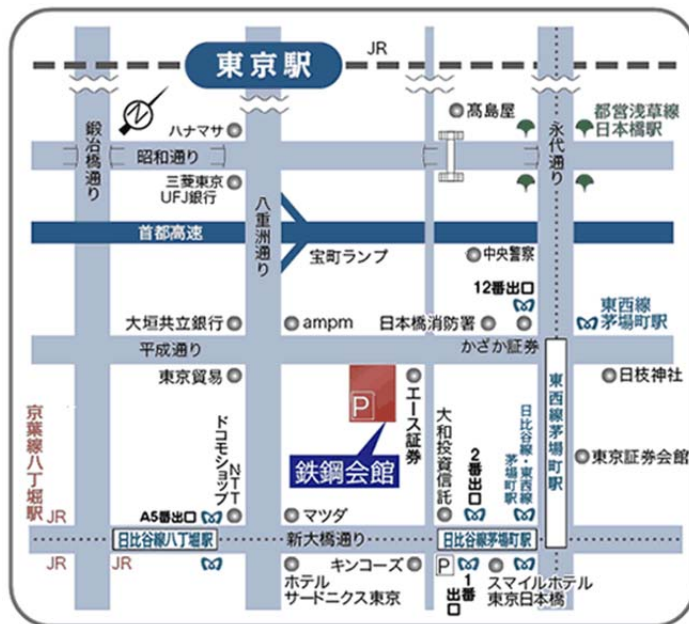 JR
東京駅
髙島屋
都営浅草線
日本橋駅
永代通り
鍛冶橋通り
ハナマサ
昭和通り
三菱東京
UFJ銀行
八重洲通り
首都高速
宝町ランプ
中央警察
12番出口
東西線
茅場町駅
大垣共立銀行
ampm
日本橋消防署
平成通り
かざか証券
東京貿易
P
エース証券
日枝神社
東西線茅場町駅
京葉線八丁堀駅
ドコモショップ
NTT
鉄鋼会館
大和投資信託
2番出口
日比谷線・東西線
茅場町駅
東京証券会館
JR
A5番出口
マツダ
日比谷線八丁堀駅
新大橋通り
日比谷線茅場町駅
JR
JR
キンコーズ
P
1番
出口
スマイルホテル
東京日本橋
ホテル
サードニクス東京